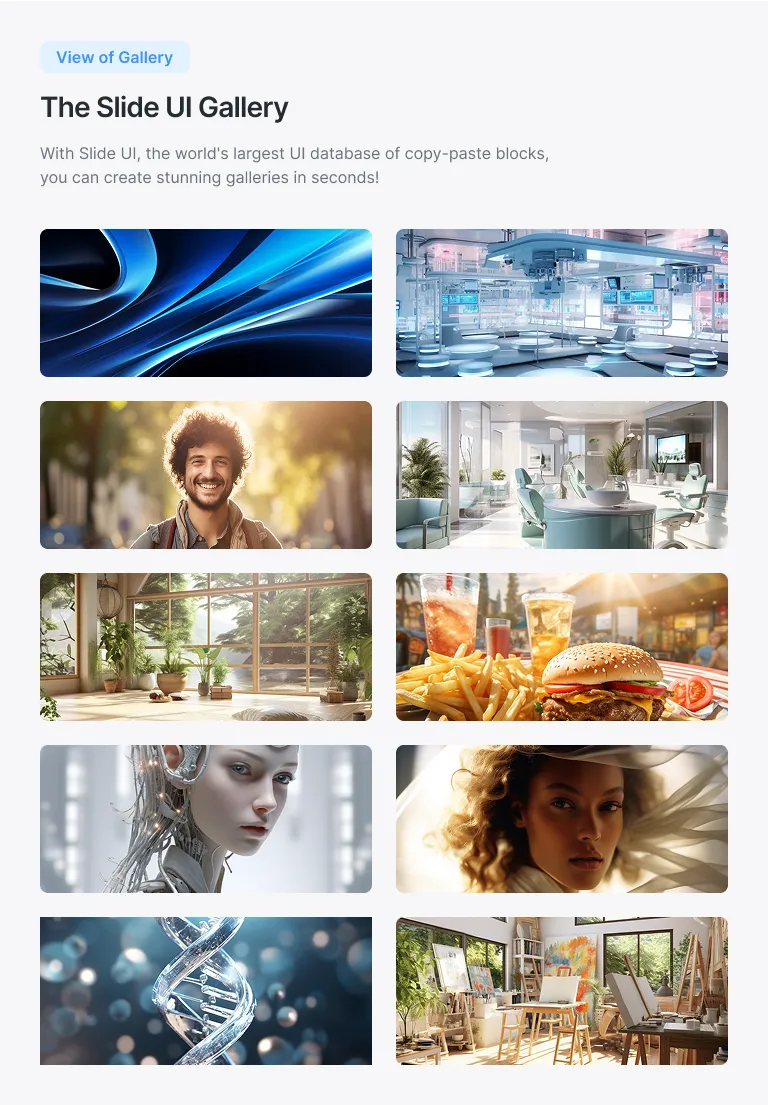 View of Gallery
The Slide UI Gallery
With Slide UI, the world's largest UI database of copy-paste blocks,
you can create stunning galleries in seconds!